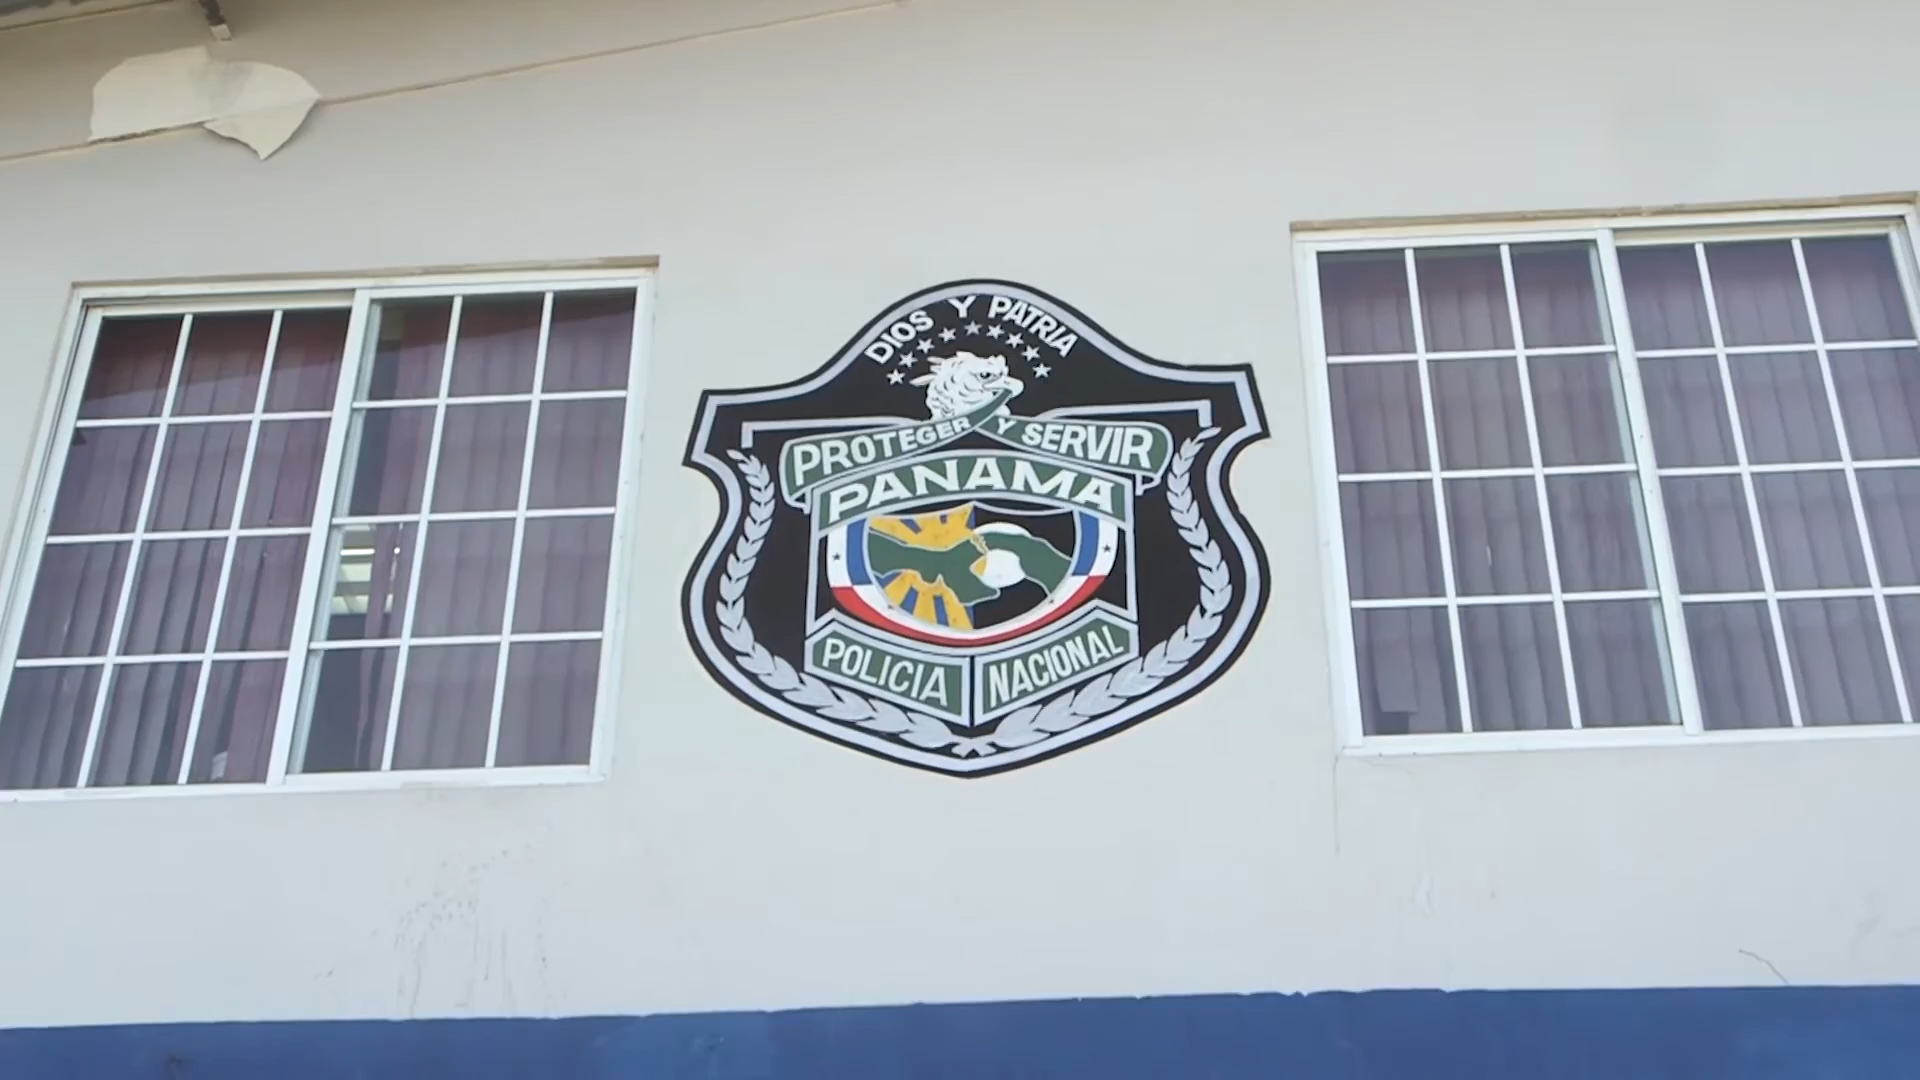 DIOS Y PATRIA
PROTEGER Y SERVIR
PANAMA
POLICIA NACIONAL